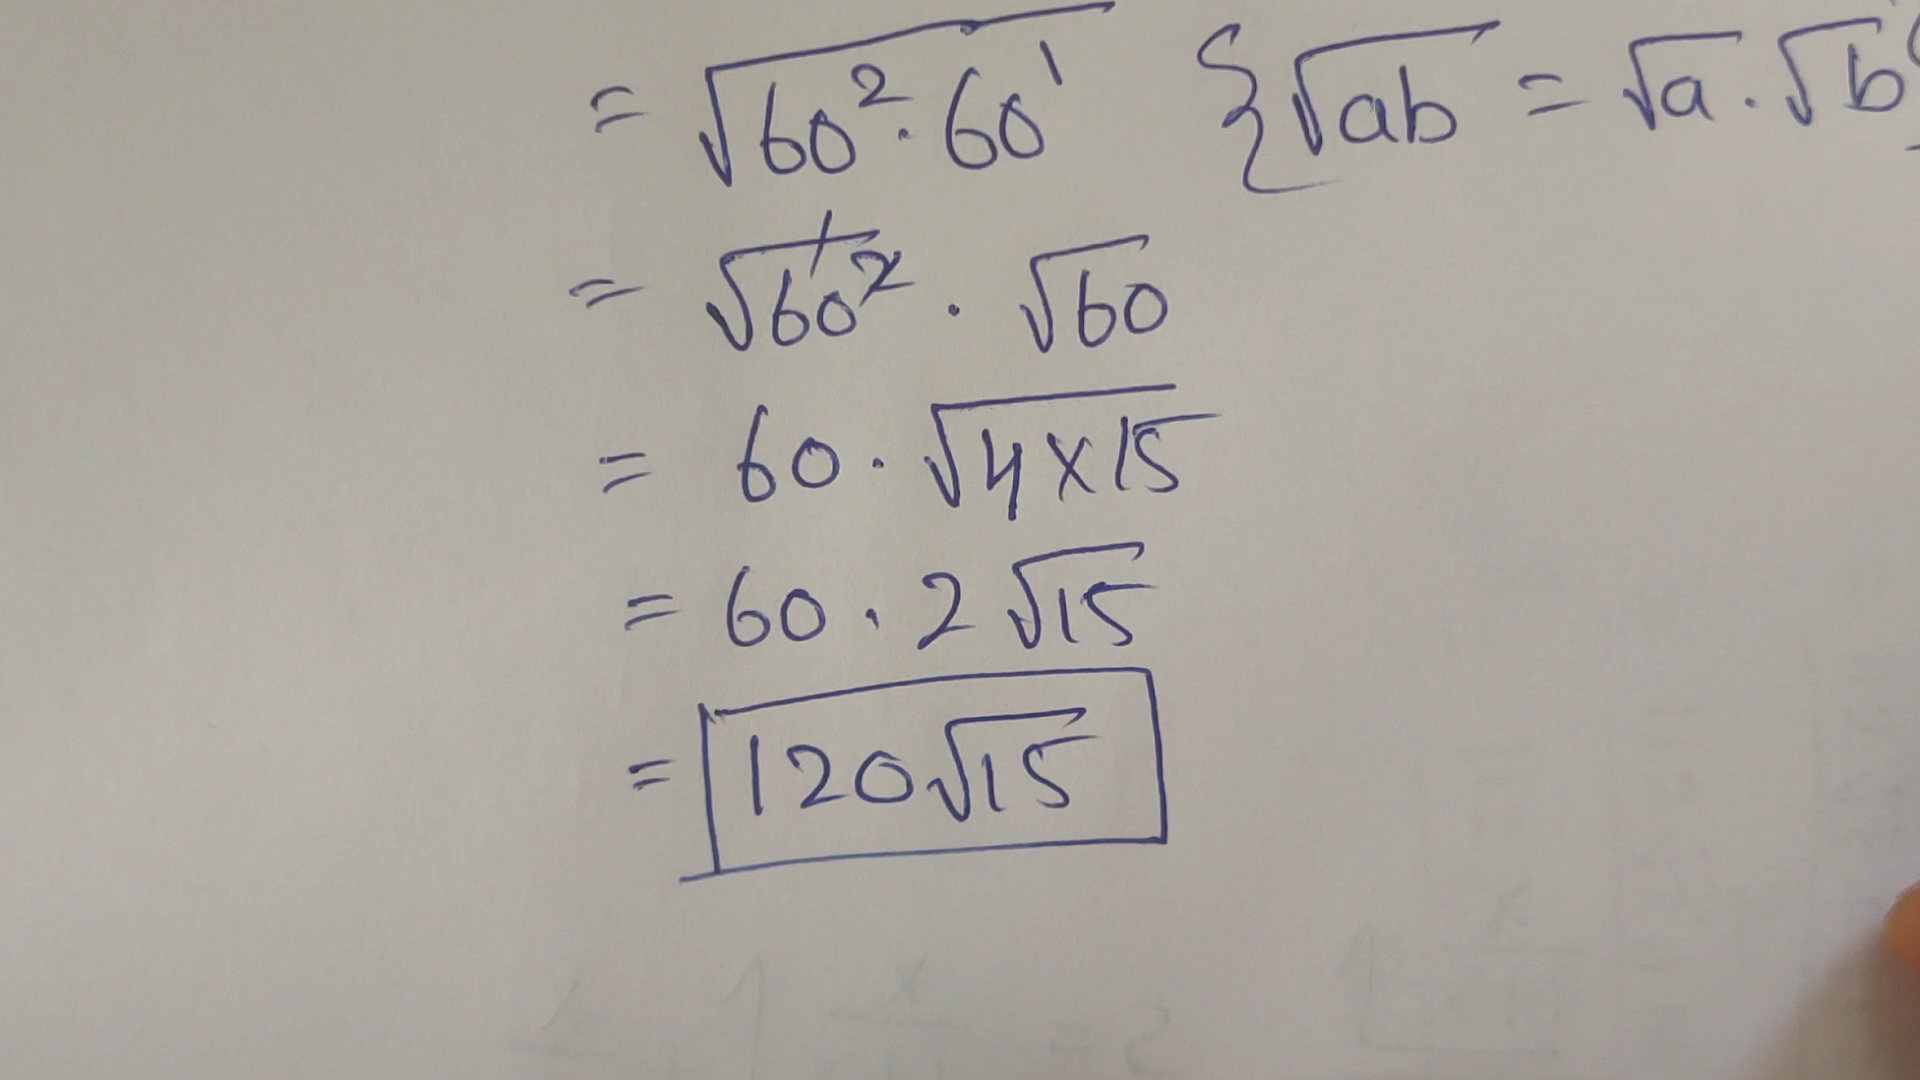 = √60² · 60¹ {√ab = √a · √b}
= √60² · √60
= 60 · √4×15
= 60 · 2√15
= 120√15